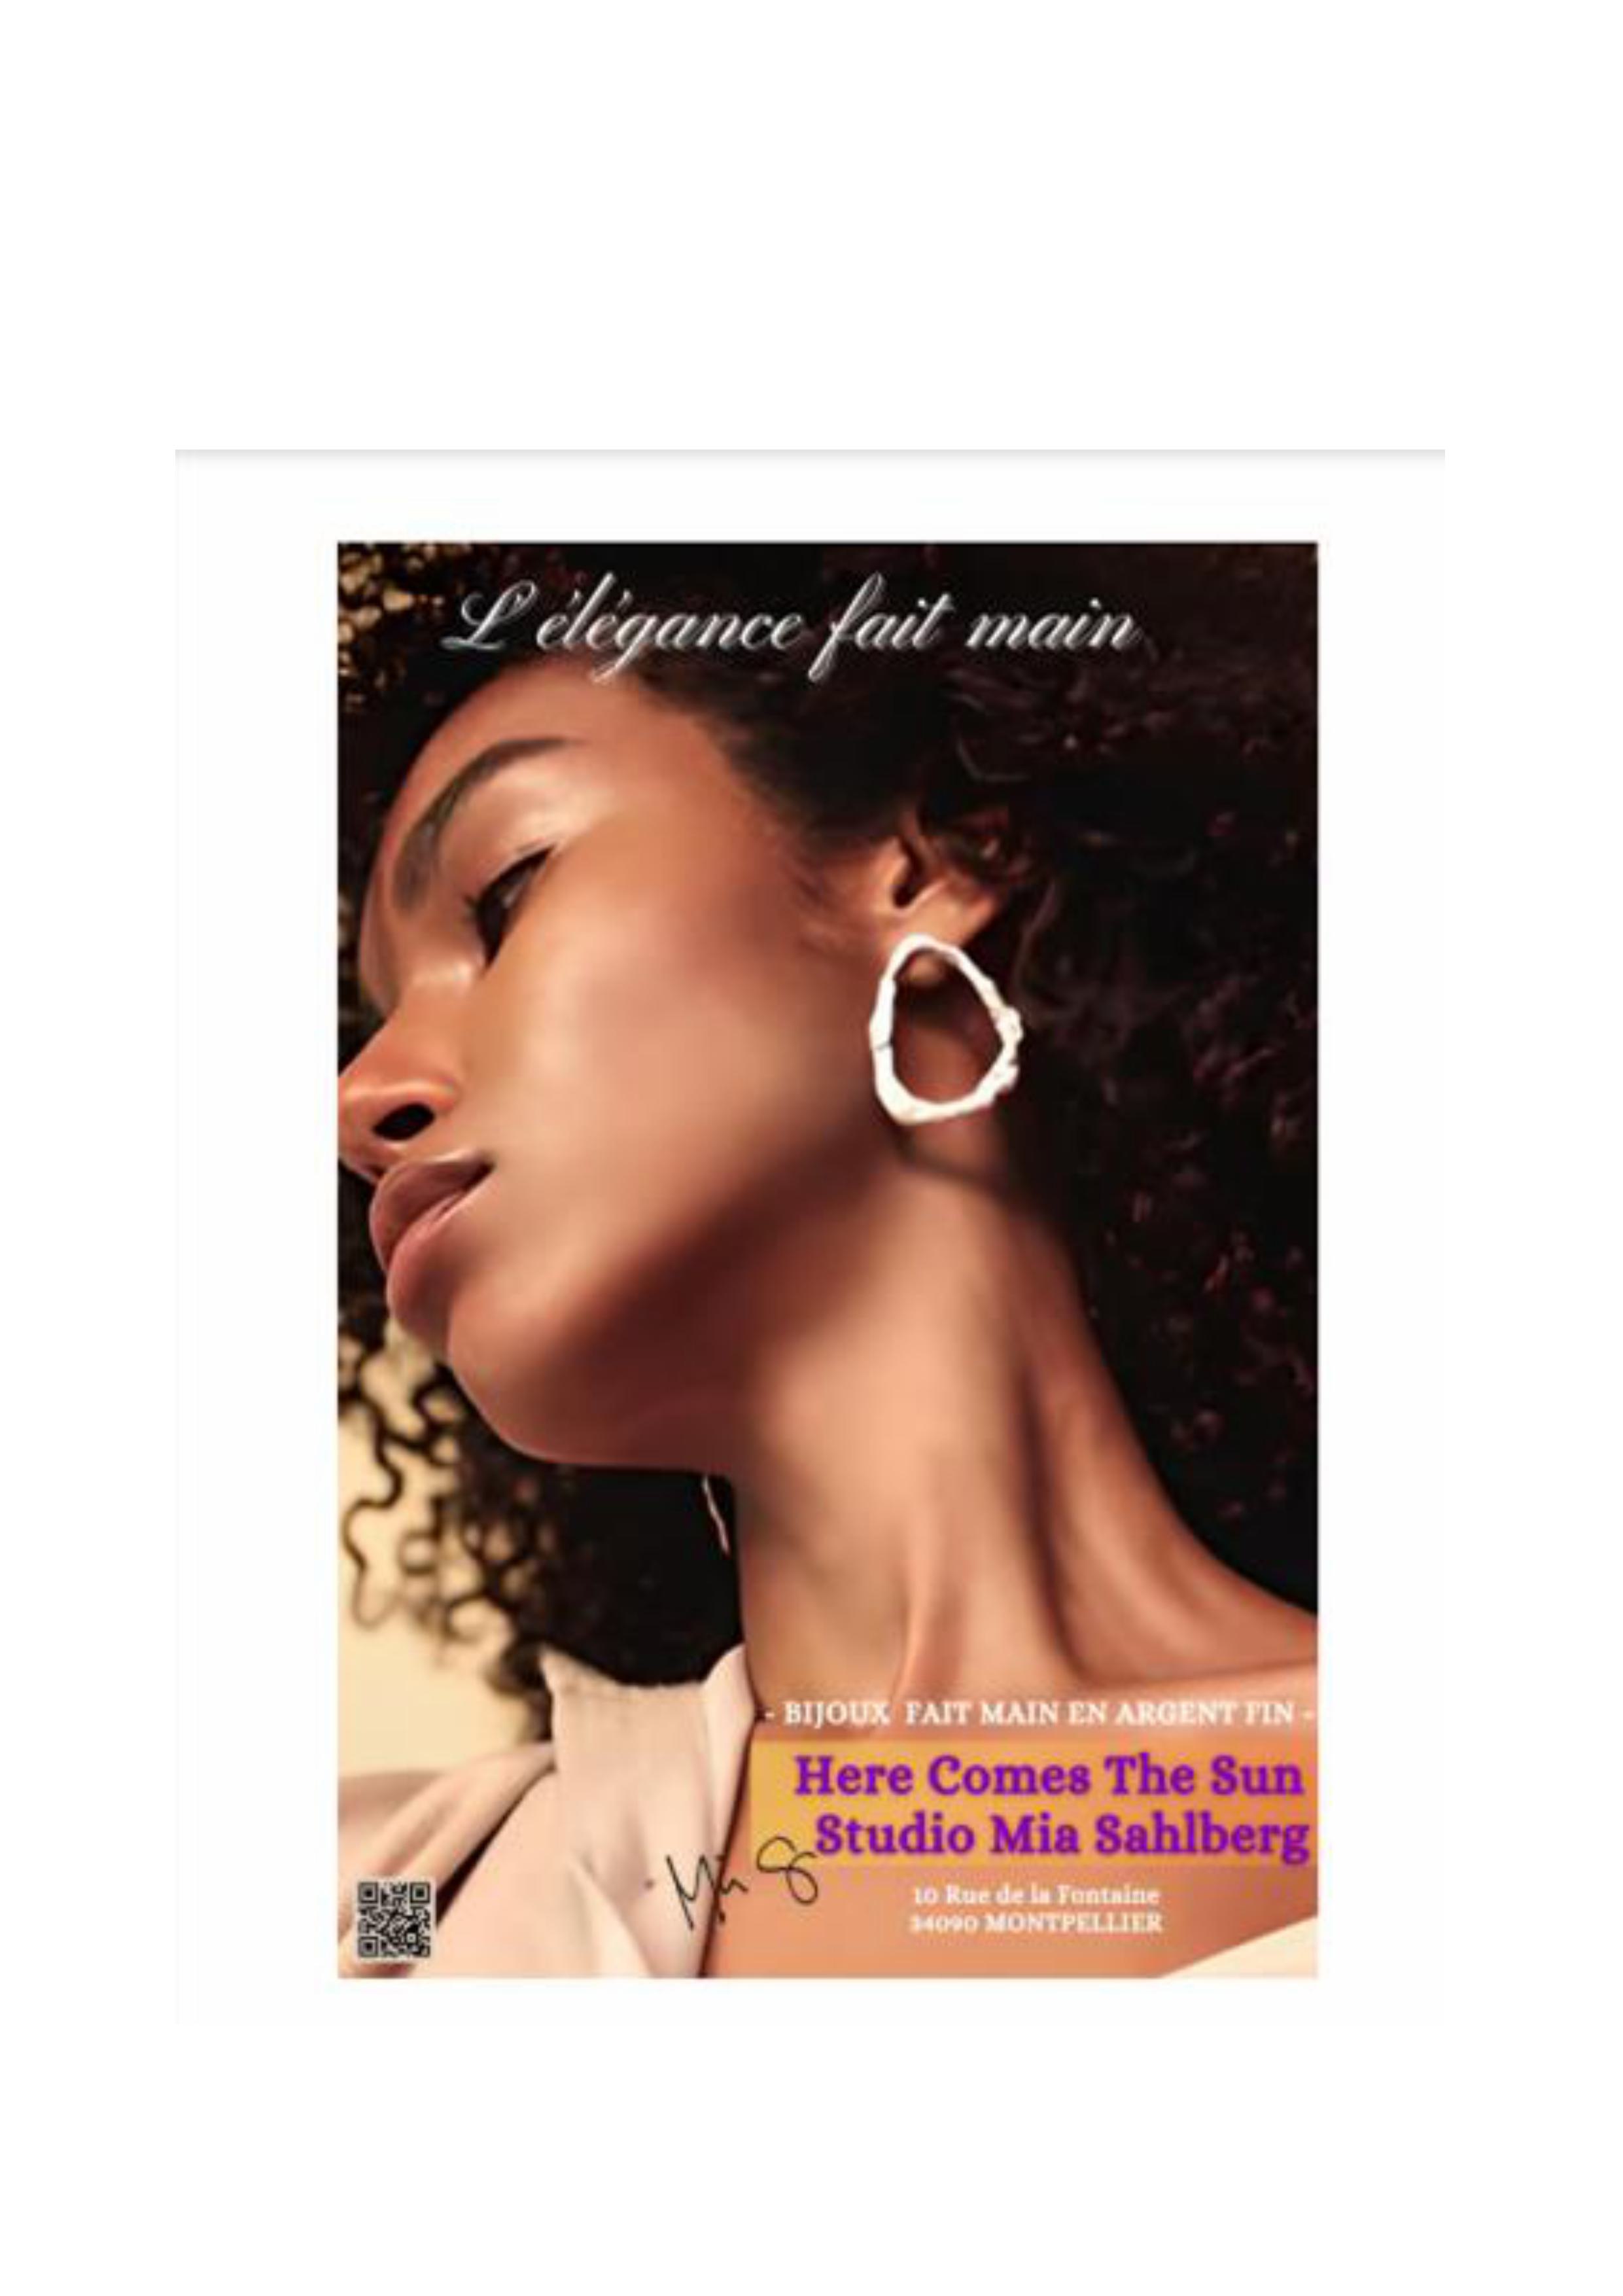 L'élégance fait main
- BIJOUX FAIT MAIN EN ARGENT FIN -
Here Comes The Sun
Studio Mia Sahlberg
Mia S
10 Rue de la Fontaine
34090 MONTPELLIER